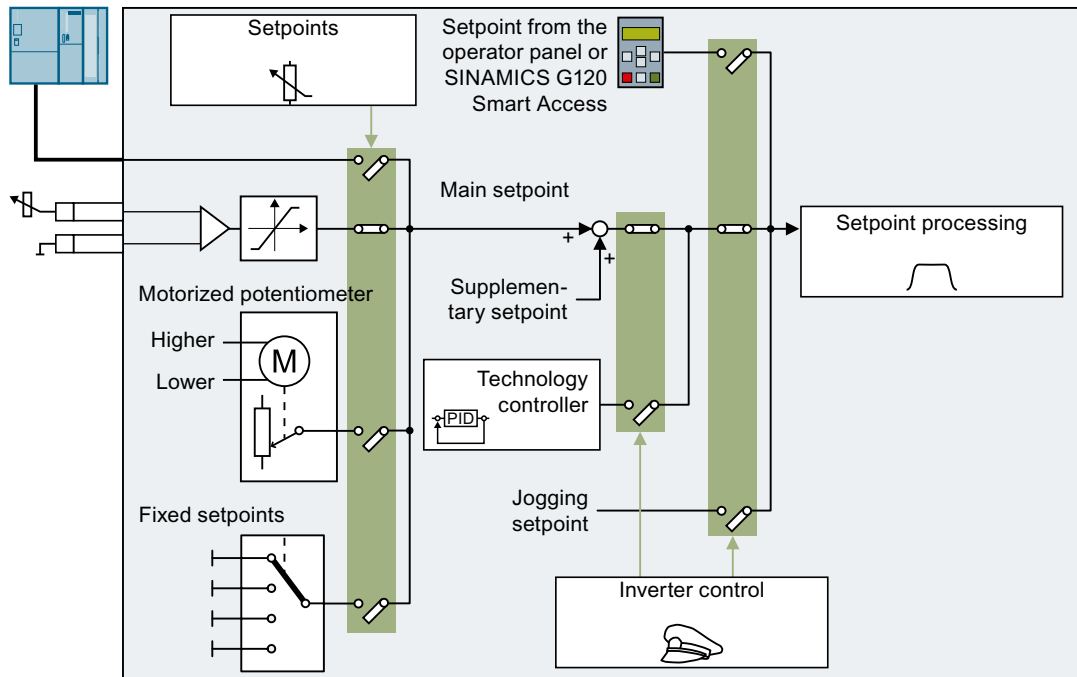 Setpoints
Setpoint from the
operator panel or
SINAMICS G120
Smart Access
Main setpoint
+
+
Setpoint processing
Supplemen-
tary setpoint
Motorized potentiometer
Higher
Lower
M
Technology
controller
PID
Jogging
setpoint
Fixed setpoints
Inverter control